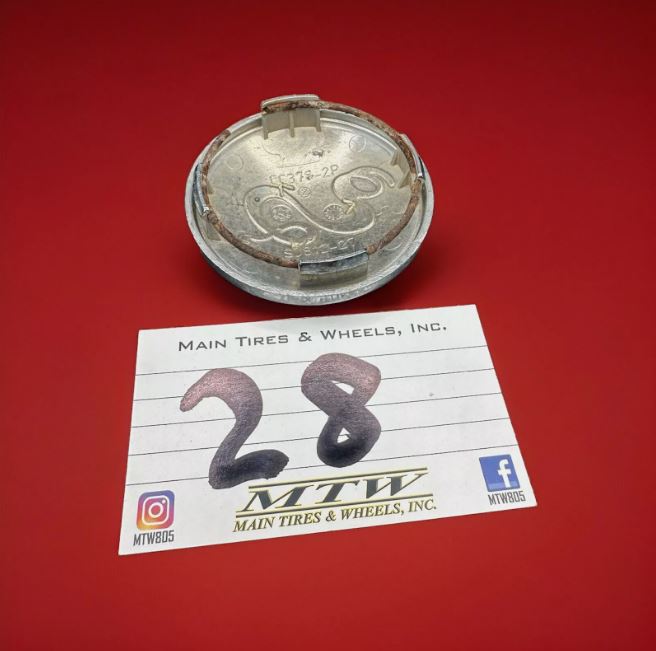 MAIN TIRES & WHEELS, INC.
28
MTW
MAIN TIRES & WHEELS, INC.
MTW805
f
MTW805